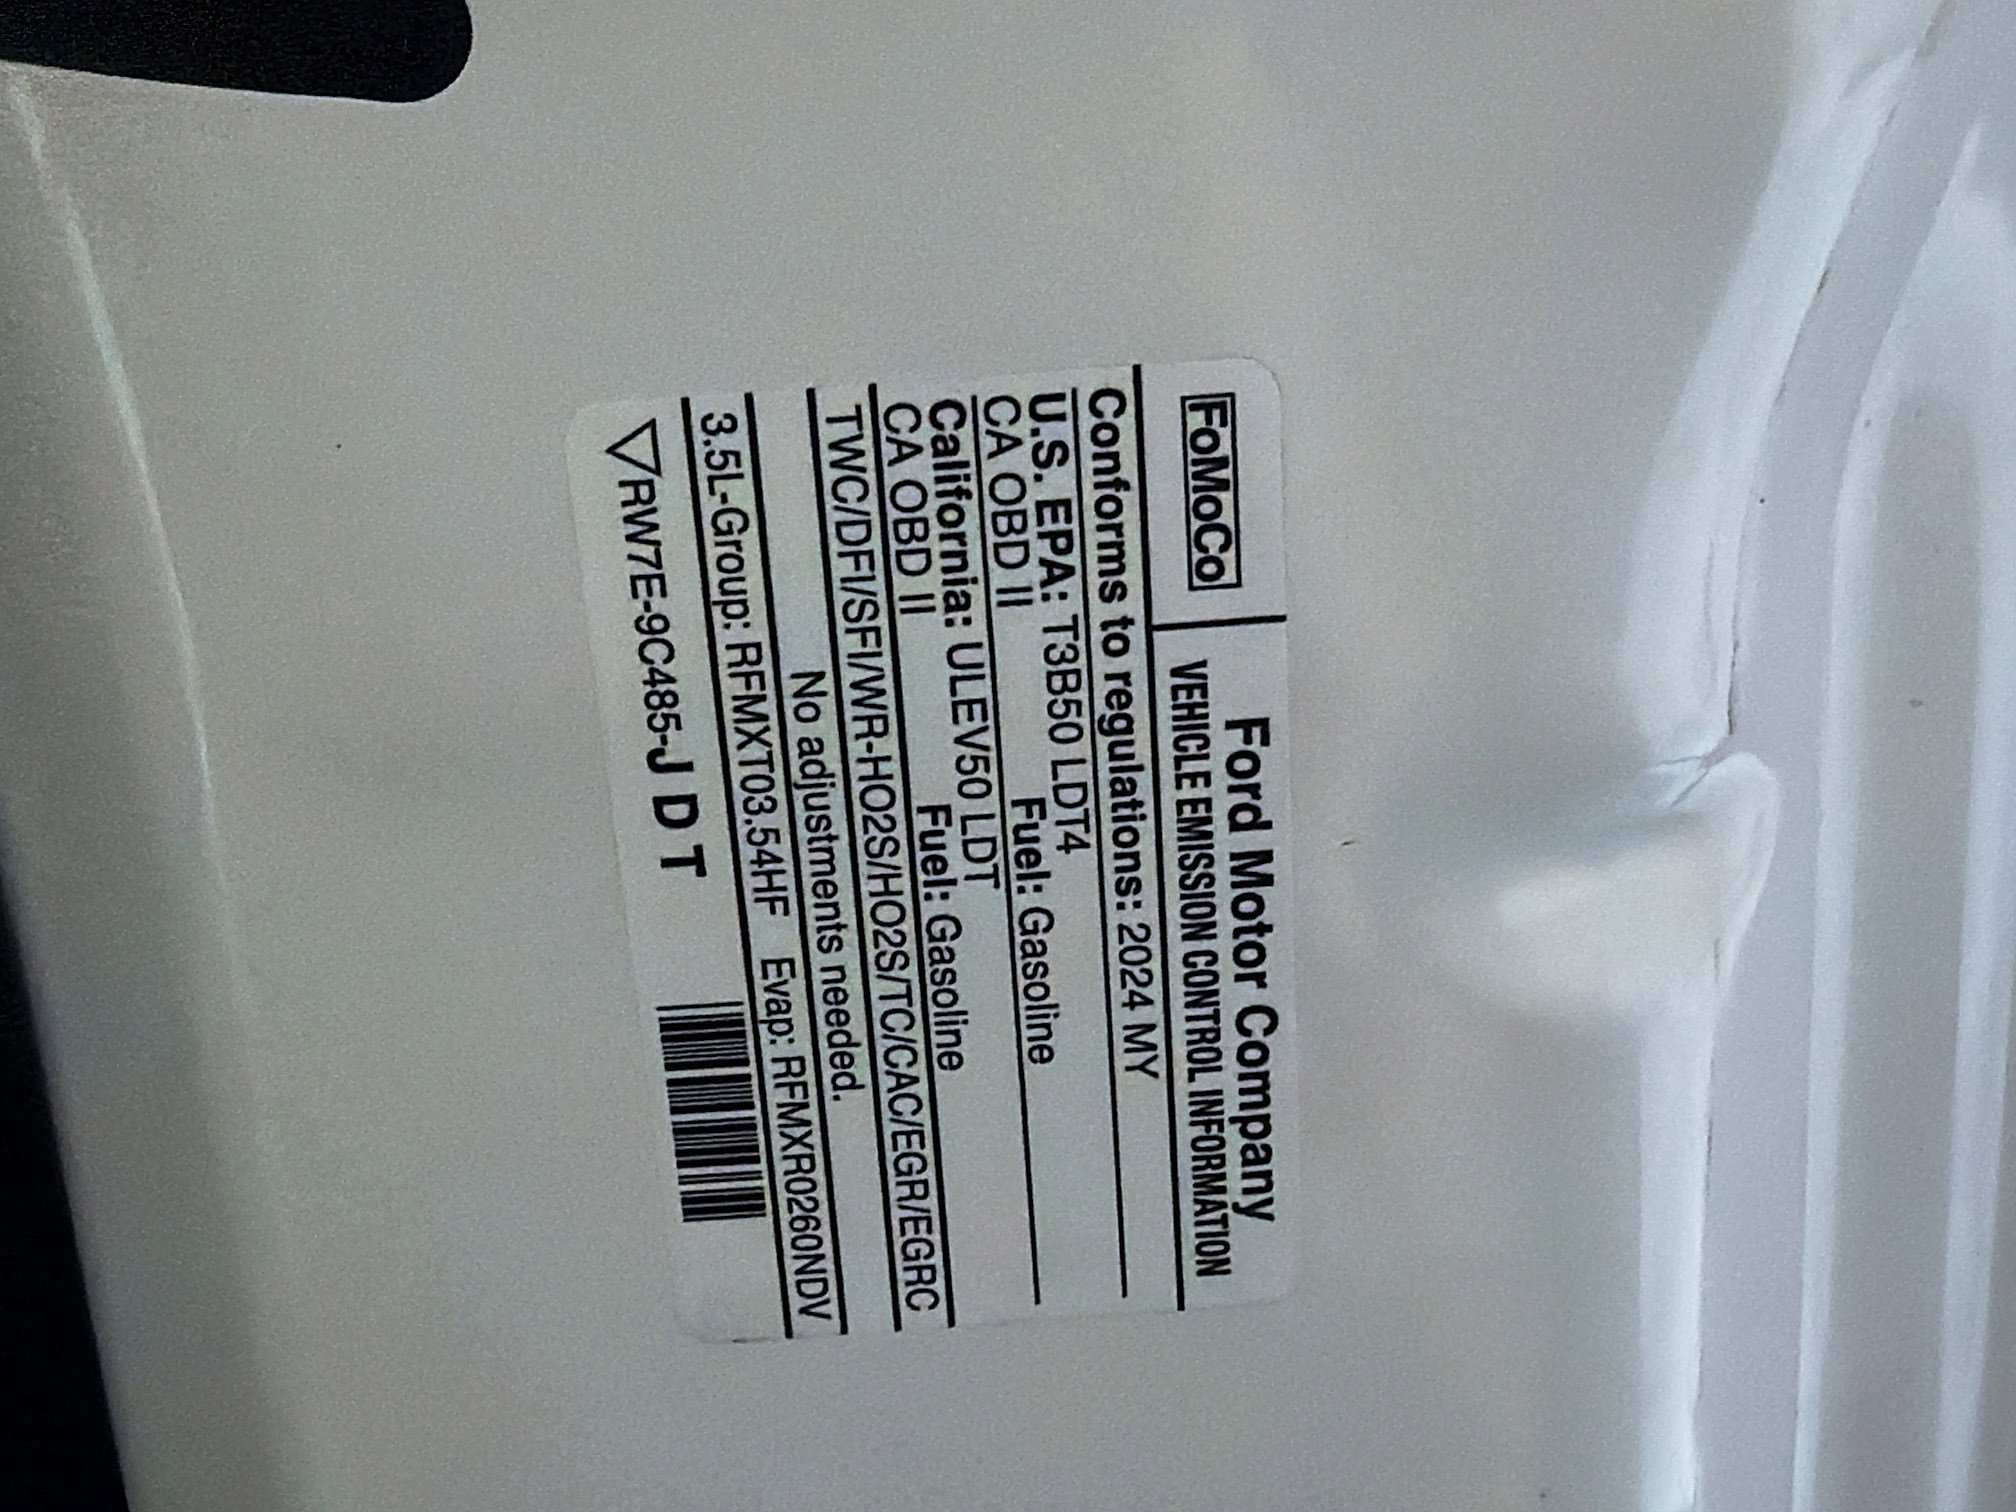 FoMoCo
Ford Motor Company
VEHICLE EMISSION CONTROL INFORMATION
Conforms to regulations: 2024 MY
U.S. EPA: T3B50 LDT4
CA OBD II Fuel: Gasoline
California: ULEV50 LDT
CA OBD II Fuel: Gasoline
TWC/DFI/SFI/WR-HO2S/HO2S/TC/CAC/EGR/EGRC
No adjustments needed.
3.5L-Group: RFMXT03.54HF Evap: RFMXR0260NDV
RW7E-9C485-J D T